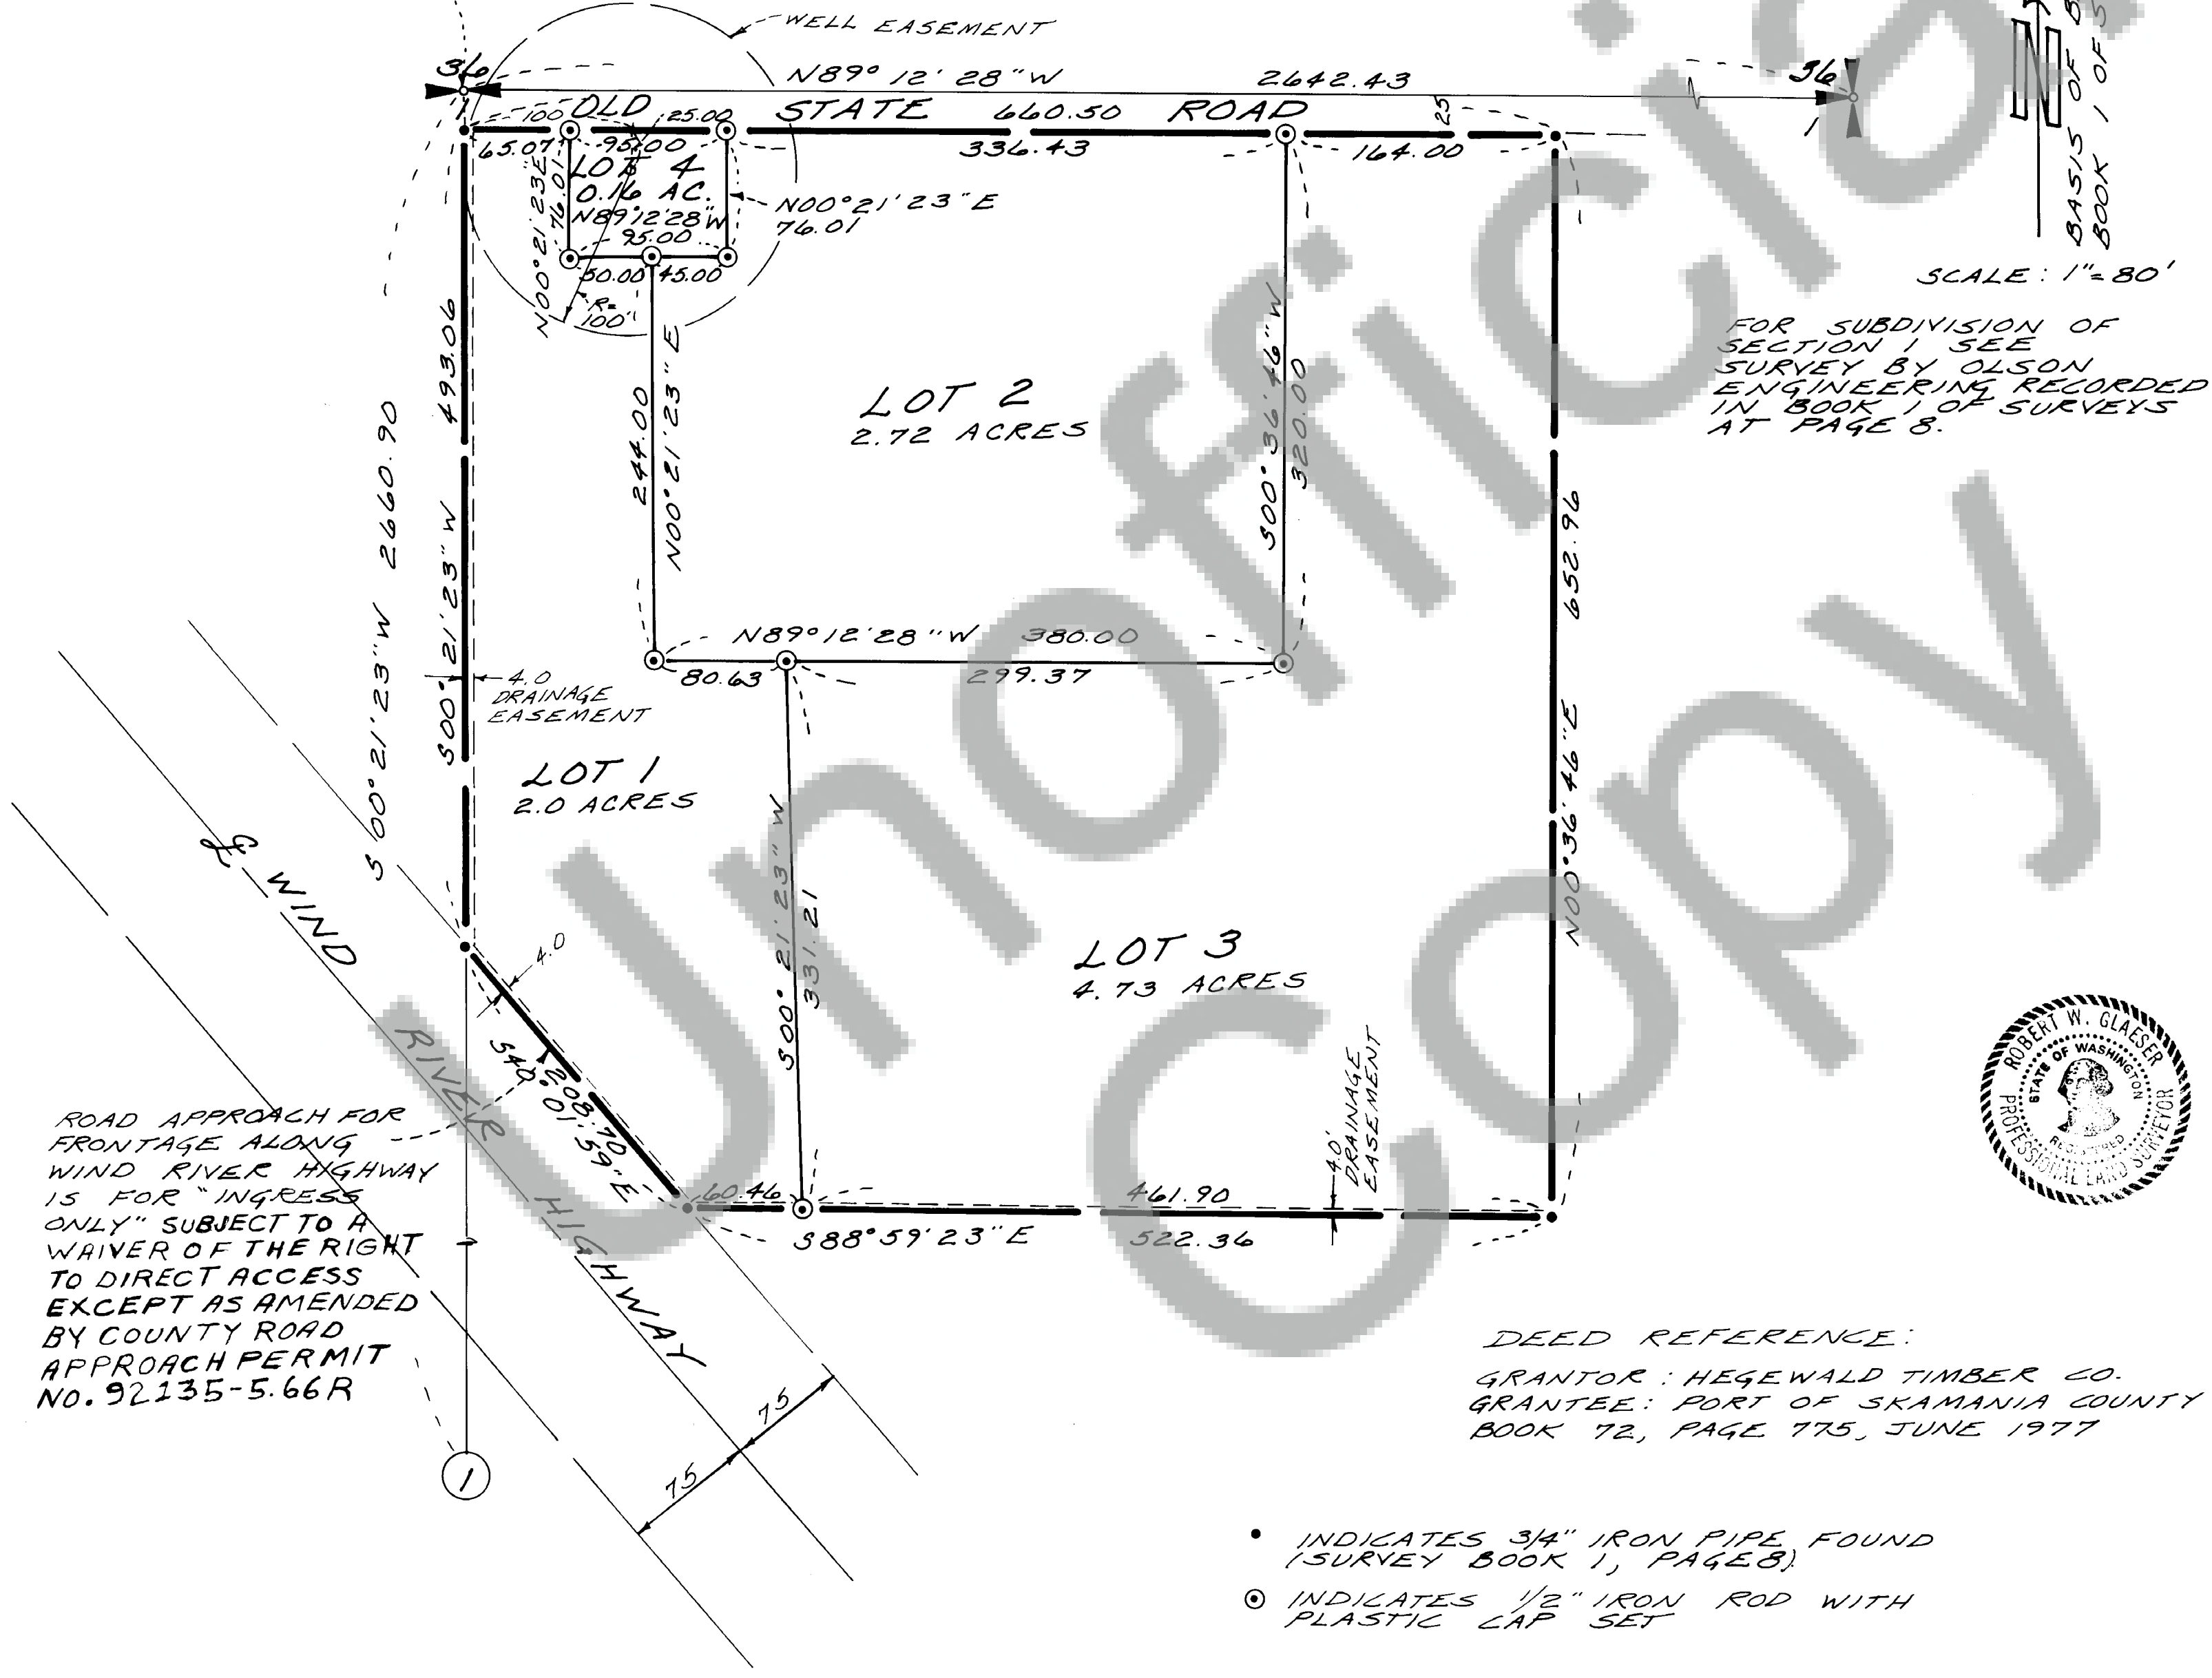 WELL EASEMENT
36
N89° 12' 28" W 2642.43
36
1
1
OLD STATE ROAD
100
25.00
660.50
25
65.07
95.00
336.43
164.00
LOT 4
0.16 AC.
N89°12'28"W
95.00
50.00
45.00
N00°21'23"E
76.01
N00°21'23"E
76.01
R=
100'
BASIS OF B
BOOK 1 OF S
SCALE: 1"=80'
FOR SUBDIVISION OF
SECTION 1 SEE
SURVEY BY OLSON
ENGINEERING RECORDED
IN BOOK 1 OF SURVEYS
AT PAGE 8.
493.06
S00° 21' 23" W
S 00° 21' 23" W 2660.90
244.00
N00° 21' 23" E
LOT 2
2.72 ACRES
S00° 36' 46" W
320.00
652.96
N00° 36' 46" E
N89°12'28"W 380.00
80.63
299.37
4.0
DRAINAGE
EASEMENT
LOT 1
2.0 ACRES
S00° 21' 23" W
331.21
LOT 3
4.73 ACRES
4.0
208.70
S40° 01' 59" E
℄ WIND RIVER HIGHWAY
60.46
461.90
S88°59'23"E 522.36
4.0'
DRAINAGE
EASEMENT
ROAD APPROACH FOR
FRONTAGE ALONG
WIND RIVER HIGHWAY
IS FOR "INGRESS
ONLY" SUBJECT TO A
WAIVER OF THE RIGHT
TO DIRECT ACCESS
EXCEPT AS AMENDED
BY COUNTY ROAD
APPROACH PERMIT
NO. 92135-5.66R
1
75
75
ROBERT W. GLAESER
STATE OF WASHINGTON
REGISTERED
PROFESSIONAL LAND SURVEYOR
DEED REFERENCE:
GRANTOR: HEGEWALD TIMBER CO.
GRANTEE: PORT OF SKAMANIA COUNTY
BOOK 72, PAGE 775, JUNE 1977
INDICATES 3/4" IRON PIPE FOUND
(SURVEY BOOK 1, PAGE 8)
INDICATES 1/2" IRON ROD WITH
PLASTIC CAP SET
Unofficial
Copy